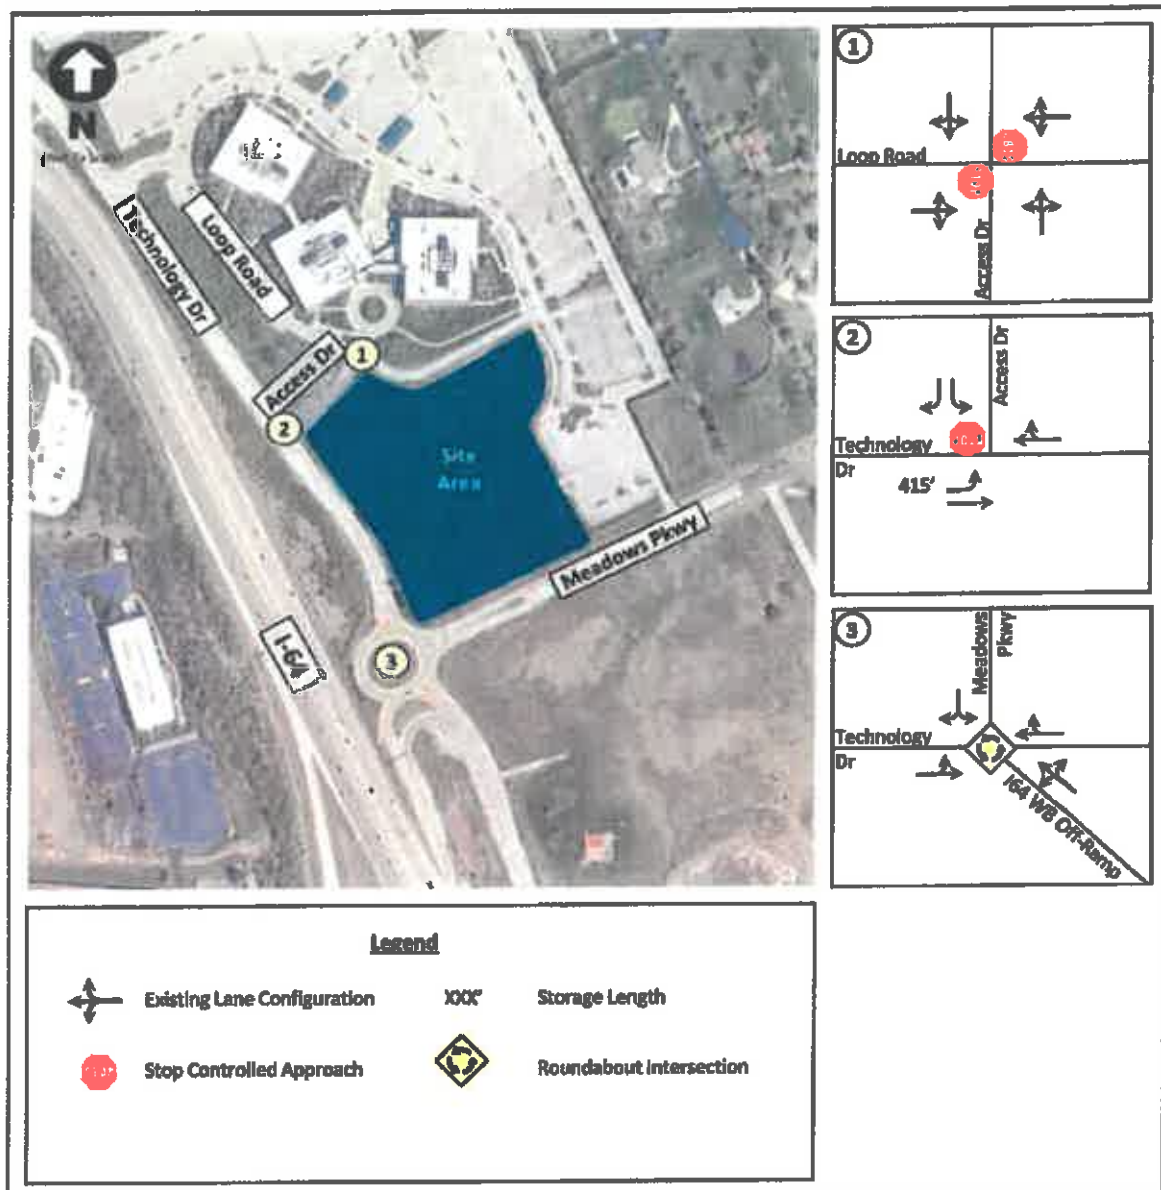 N
Technology Dr
Loop Road
Access Dr
1
2
Site
Area
Meadows Pkwy
I-64
3
1
Loop Road
Access Dr
2
Access Dr
Technology
Dr
415'
3
Meadows
Pkwy
Technology
Dr
I64 WB Off-Ramp
Legend
Existing Lane Configuration
XXX'
Storage Length
Stop Controlled Approach
Roundabout Intersection